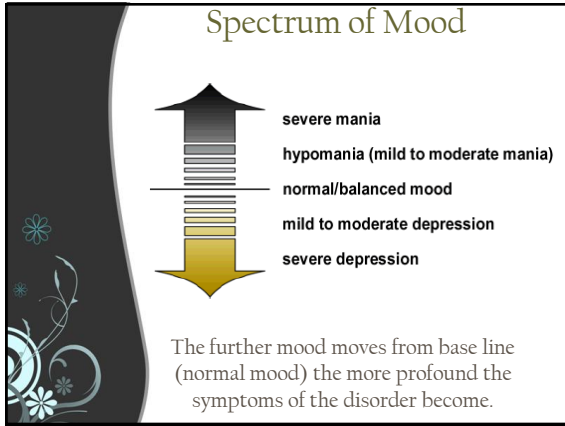 Spectrum of Mood
severe mania
hypomania (mild to moderate mania)
normal/balanced mood
mild to moderate depression
severe depression
The further mood moves from base line
(normal mood) the more profound the
symptoms of the disorder become.